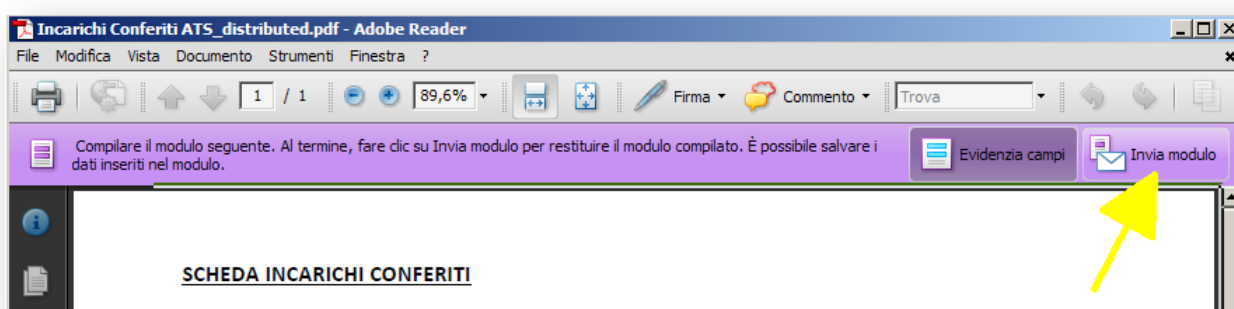 Incarichi Conferiti ATS_distributed.pdf - Adobe Reader
File Modifica Vista Documento Strumenti Finestra ?
1 / 1 89,6% Firma Commento Trova
Compilare il modulo seguente. Al termine, fare clic su Invia modulo per restituire il modulo compilato. È possibile salvare i
dati inseriti nel modulo.
Evidenzia campi Invia modulo
SCHEDA INCARICHI CONFERITI